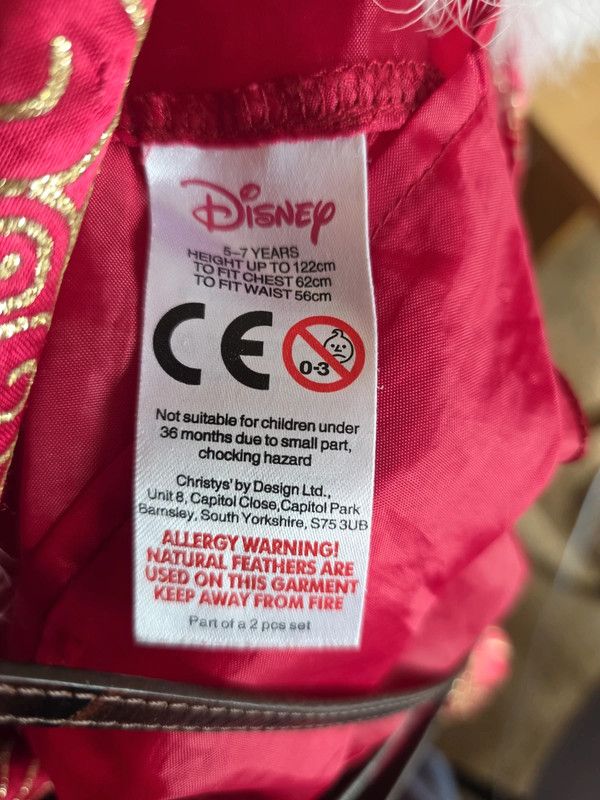 Disney
5-7 YEARS
HEIGHT UP TO 122cm
TO FIT CHEST 62cm
TO FIT WAIST 56cm
CE
0-3
Not suitable for children under
36 months due to small part,
chocking hazard
Christys' by Design Ltd.,
Unit 8, Capitol Close, Capitol Park
Barnsley, South Yorkshire, S75 3UB
ALLERGY WARNING!
NATURAL FEATHERS ARE
USED ON THIS GARMENT
KEEP AWAY FROM FIRE
Part of a 2 pcs set